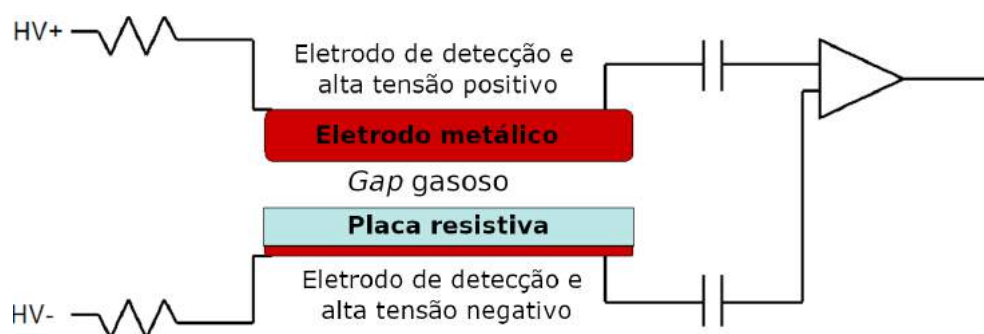 HV+
Eletrodo de detecção e
alta tensão positivo
Eletrodo metálico
Gap gasoso
Placa resistiva
Eletrodo de detecção e
alta tensão negativo
HV-